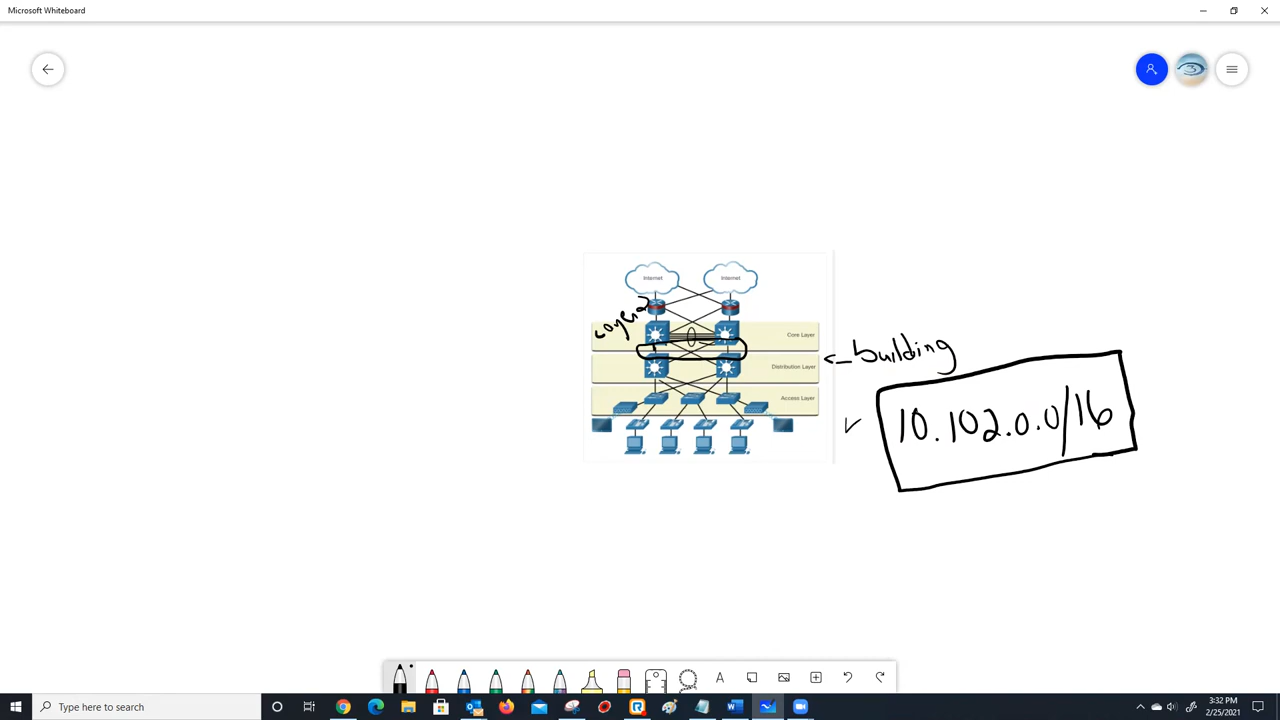 Microsoft Whiteboard
Internet
Internet
Layer2
Core Layer
building
Distribution Layer
Access Layer
10.102.0.0/16
A
Type here to search
3:32 PM
2/25/2021